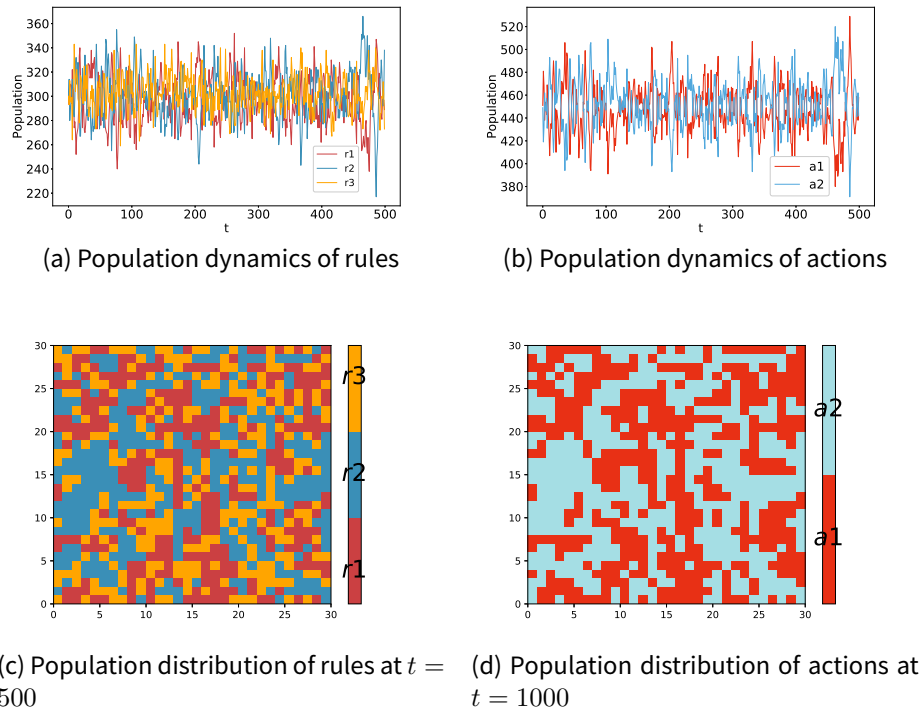 360
340
320
300
280
260
240
220
Population
r1
r2
r3
0 100 200 300 400 500
t
(a) Population dynamics of rules
520
500
480
460
440
420
400
380
Population
a1
a2
0 100 200 300 400 500
t
(b) Population dynamics of actions
30
25
20
15
10
5
0
0 5 10 15 20 25 30
r3
r2
r1
(c) Population distribution of rules at t =
500
30
25
20
15
10
5
0
0 5 10 15 20 25 30
a2
a1
(d) Population distribution of actions at
t = 1000